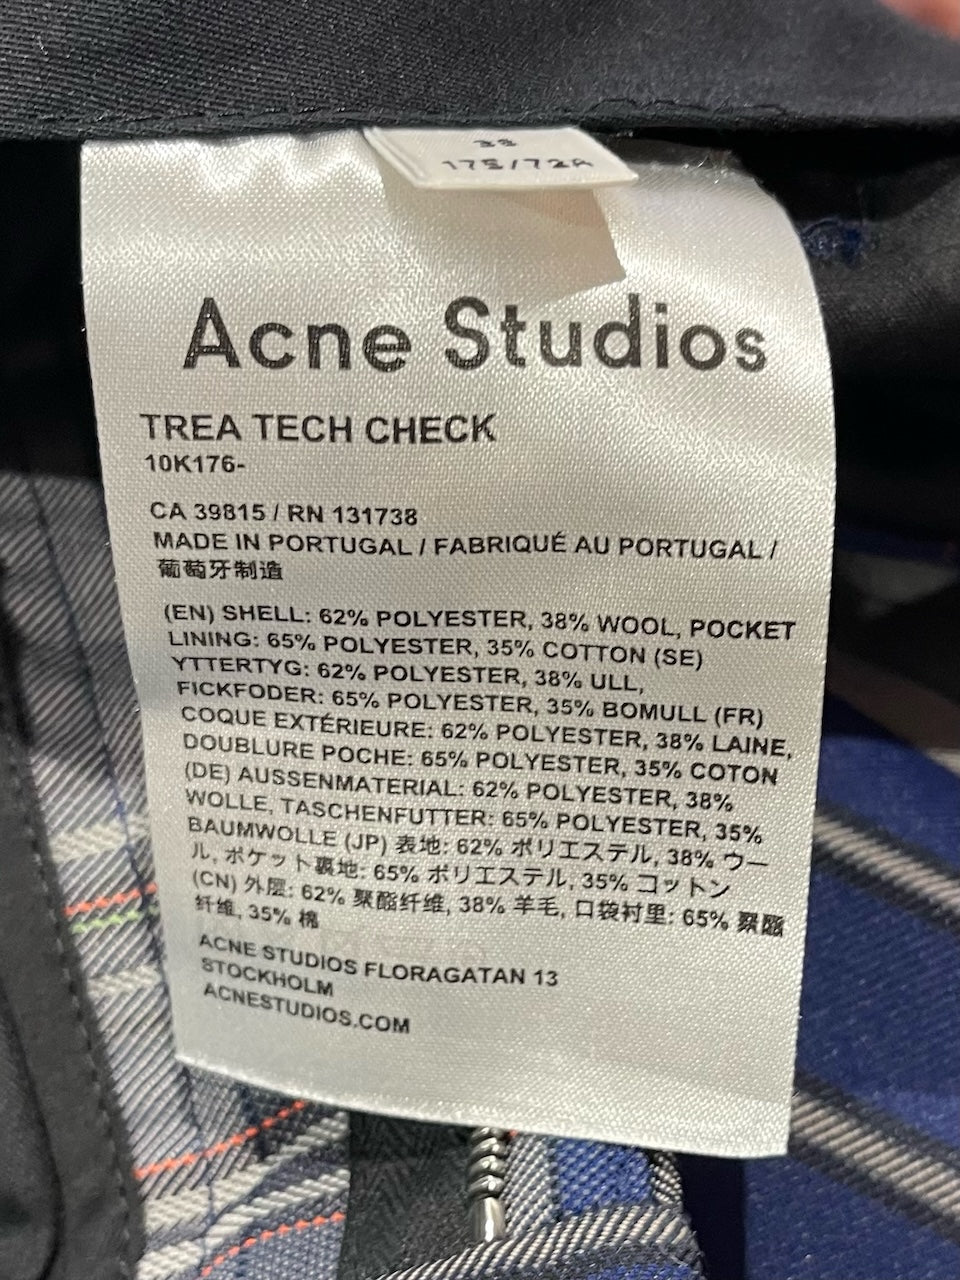 175/72A
Acne Studios
TREA TECH CHECK
10K176-
CA 39815 / RN 131738
MADE IN PORTUGAL / FABRIQUÉ AU PORTUGAL /
葡萄牙制造
(EN) SHELL: 62% POLYESTER, 38% WOOL, POCKET
LINING: 65% POLYESTER, 35% COTTON (SE)
YTTERTYG: 62% POLYESTER, 38% ULL,
FICKFODER: 65% POLYESTER, 35% BOMULL (FR)
COQUE EXTÉRIEURE: 62% POLYESTER, 38% LAINE,
DOUBLURE POCHE: 65% POLYESTER, 35% COTON
(DE) AUSSENMATERIAL: 62% POLYESTER, 38%
WOLLE, TASCHENFUTTER: 65% POLYESTER, 35%
BAUMWOLLE (JP) 表地: 62% ポリエステル, 38% ウー
ル, ポケット裏地: 65% ポリエステル, 35% コットン
(CN) 外层: 62% 聚酯纤维, 38% 羊毛, 口袋衬里: 65% 聚酯
纤维, 35% 棉
ACNE STUDIOS FLORAGATAN 13
STOCKHOLM
ACNESTUDIOS.COM